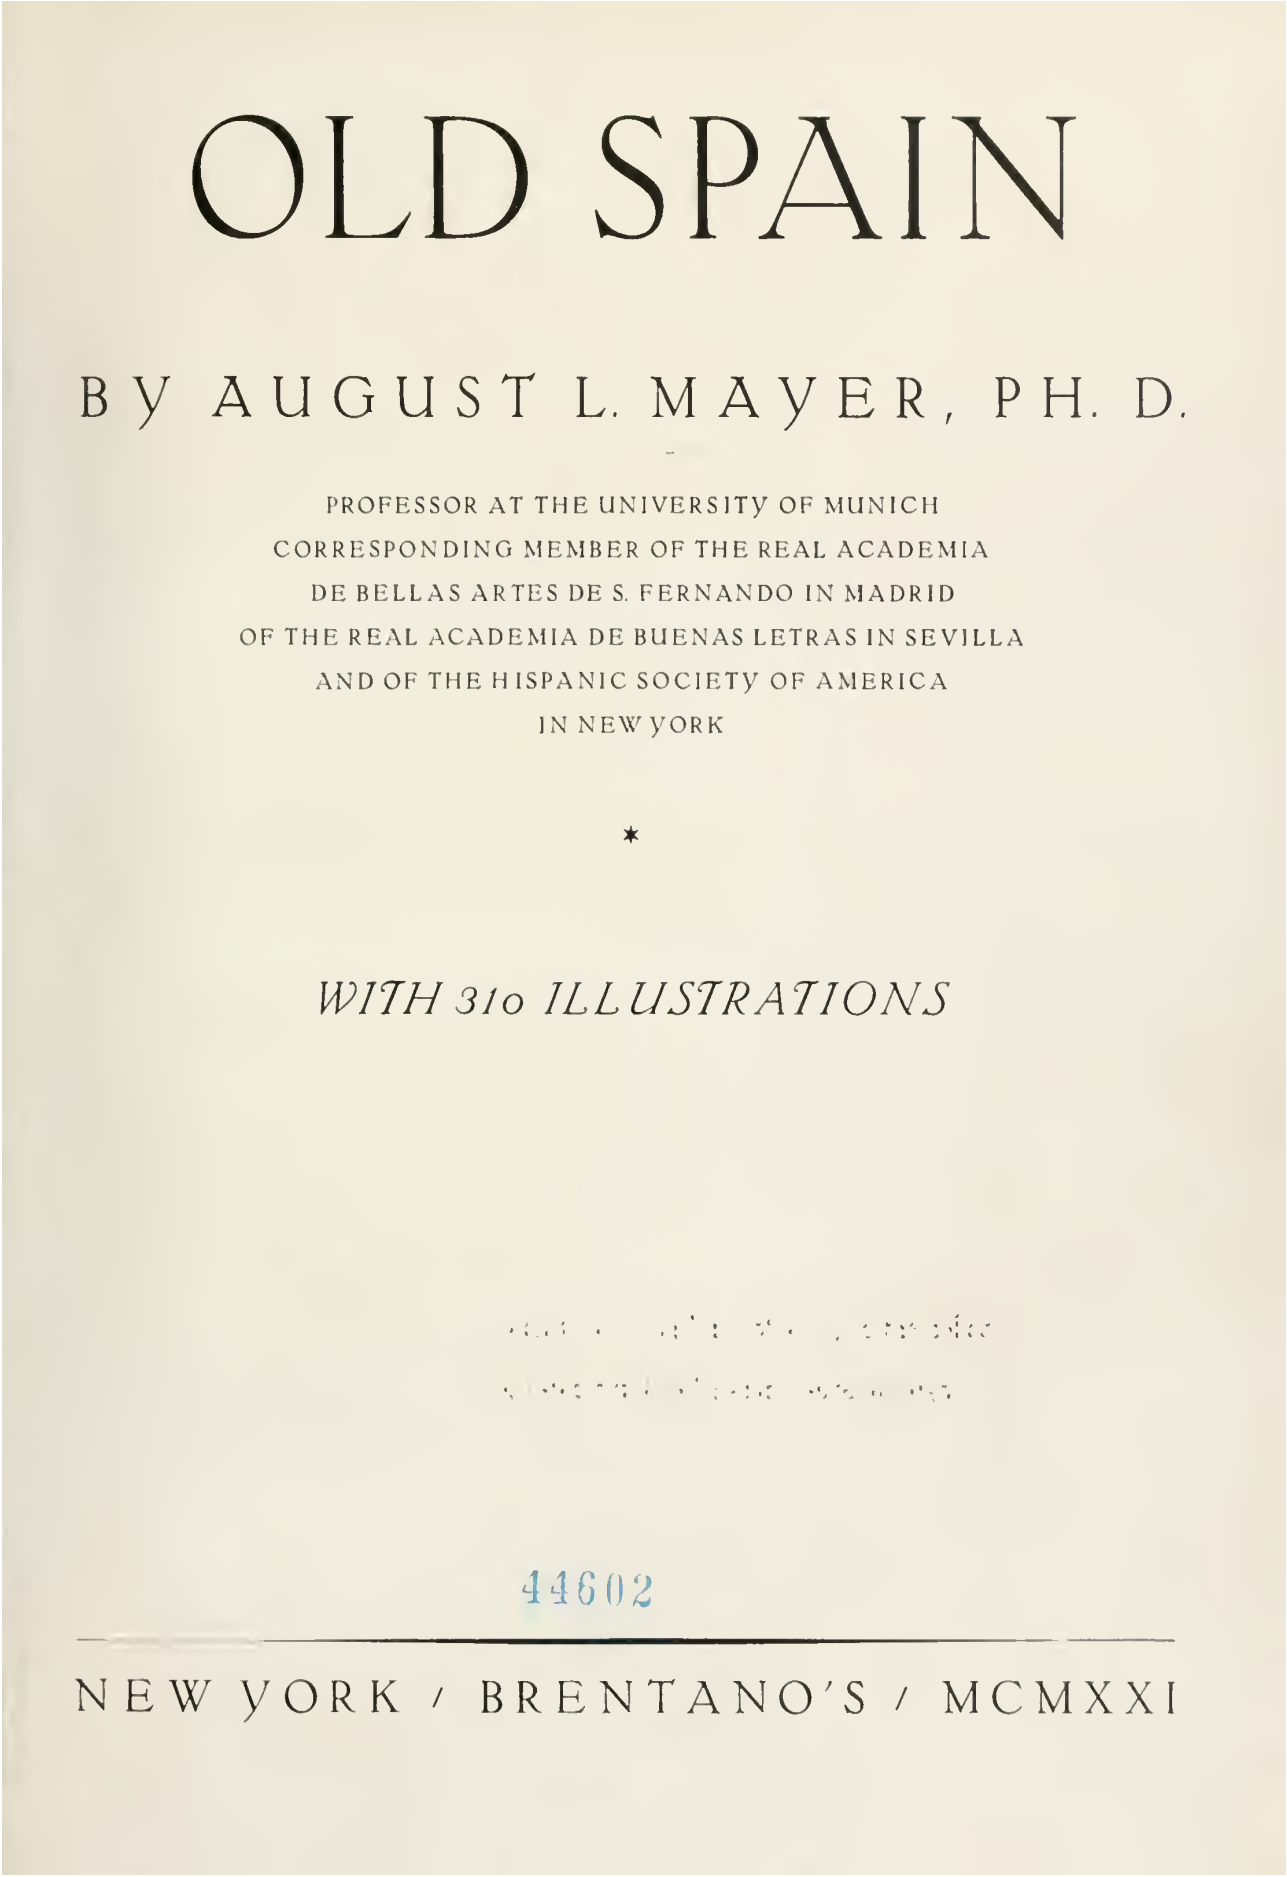 OLD SPAIN
By AUGUST L. MAyER, PH. D.
PROFESSOR AT THE UNIVERSITy OF MUNICH
CORRESPONDING MEMBER OF THE REAL ACADEMIA
DE BELLAS ARTES DE S. FERNANDO IN MADRID
OF THE REAL ACADEMIA DE BUENAS LETRAS IN SEVILLA
AND OF THE HISPANIC SOCIETy OF AMERICA
IN NEW yORK
*
WITH 310 ILLUSTRATIONS
44602
NEW yORK / BRENTANO'S / MCMXXI